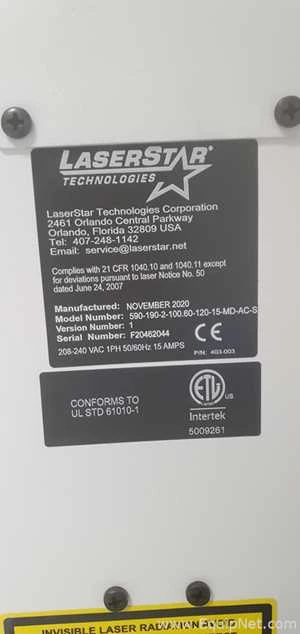 LASERSTAR®
TECHNOLOGIES
LaserStar Technologies Corporation
2461 Orlando Central Parkway
Orlando, Florida 32809 USA
Tel: 407-248-1142
Email: service@laserstar.net
Complies with 21 CFR 1040.10 and 1040.11 except
for deviations pursuant to laser Notice No. 50
dated June 24, 2007
Manufactured: NOVEMBER 2020
Model Number: 590-190-2-100.60-120-15-MD-AC-S
Version Number: 1
Serial Number: F20462044
CE
208-240 VAC 1PH 50/60Hz 15 AMPS
P/N: 403-003
CONFORMS TO
UL STD 61010-1
ETL
US
Intertek
5009261
INVISIBLE LASER RADIATION
www.EquipNet.com